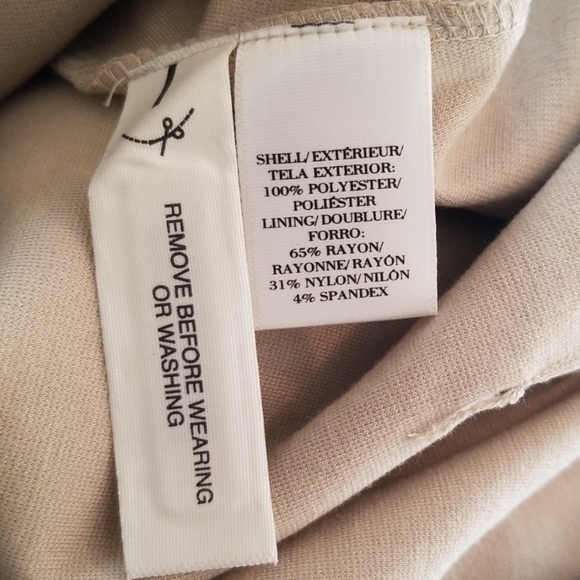 SHELL/EXTÉRIEUR/
TELA EXTERIOR:
100% POLYESTER/
POLIÉSTER
LINING/DOUBLURE/
FORRO:
65% RAYON/
RAYONNE/RAYÓN
31% NYLON/NILÓN
4% SPANDEX
REMOVE BEFORE WEARING
OR WASHING